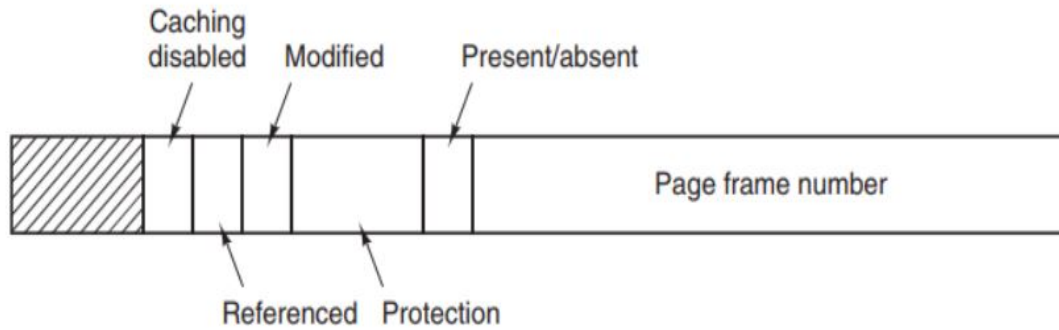 Caching
disabled
Modified
Present/absent
Page frame number
Referenced
Protection